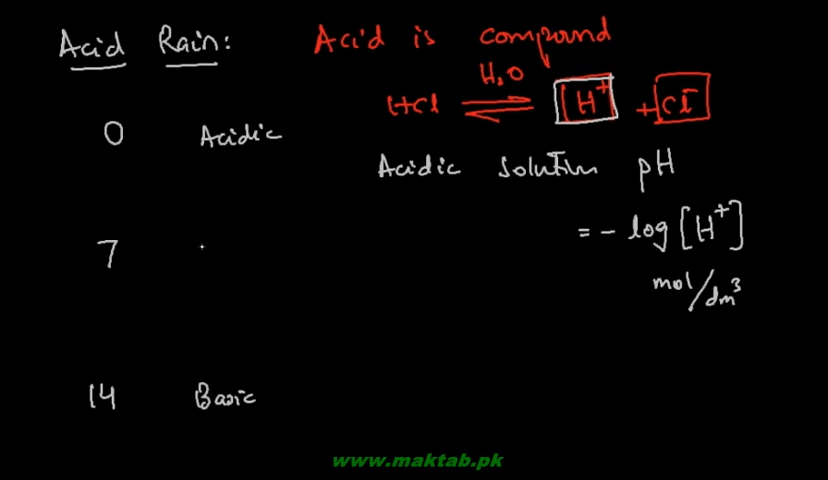 Acid Rain: Acid is compound
HCl ⇌ H₂O [H⁺] + Cl⁻
0 Acidic
Acidic Solution pH
= - log [H⁺]
7
mol/dm³
14 Basic
www.maktab.pk